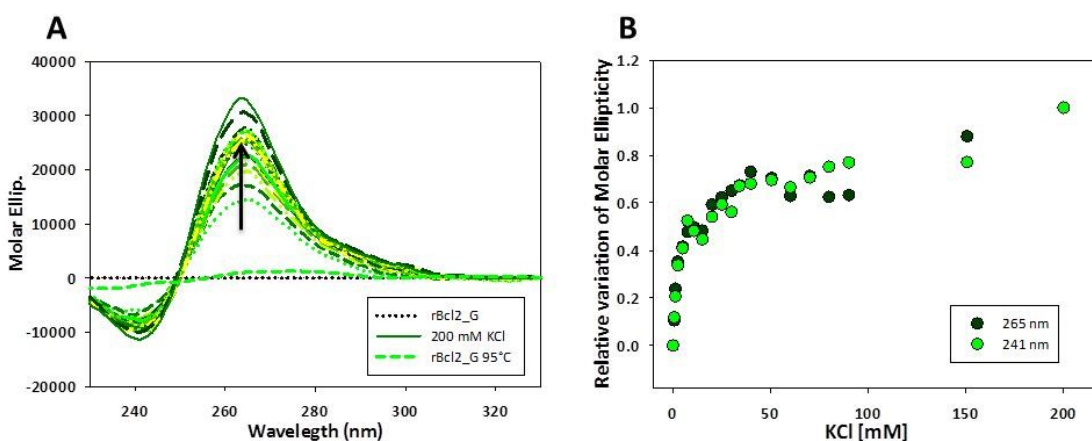 A
Molar Ellip.
40000
30000
20000
10000
0
-10000
-20000
240
260
280
300
320
Wavelegth (nm)
rBcl2_G
200 mM KCl
rBcl2_G 95°C
B
Relative variation of Molar Ellipticity
1.2
1.0
0.8
0.6
0.4
0.2
0.0
0
50
100
150
200
KCl [mM]
265 nm
241 nm